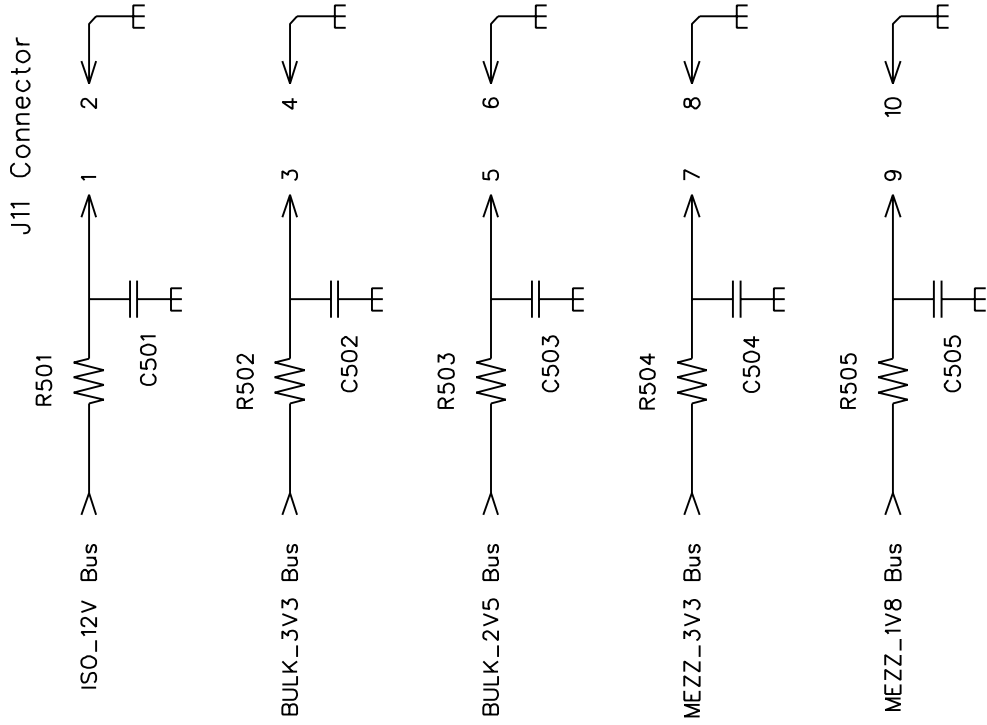 J11 Connector
ISO_12V Bus
R501
C501
1
2
BULK_3V3 Bus
R502
C502
3
4
BULK_2V5 Bus
R503
C503
5
6
MEZZ_3V3 Bus
R504
C504
7
8
MEZZ_1V8 Bus
R505
C505
9
10